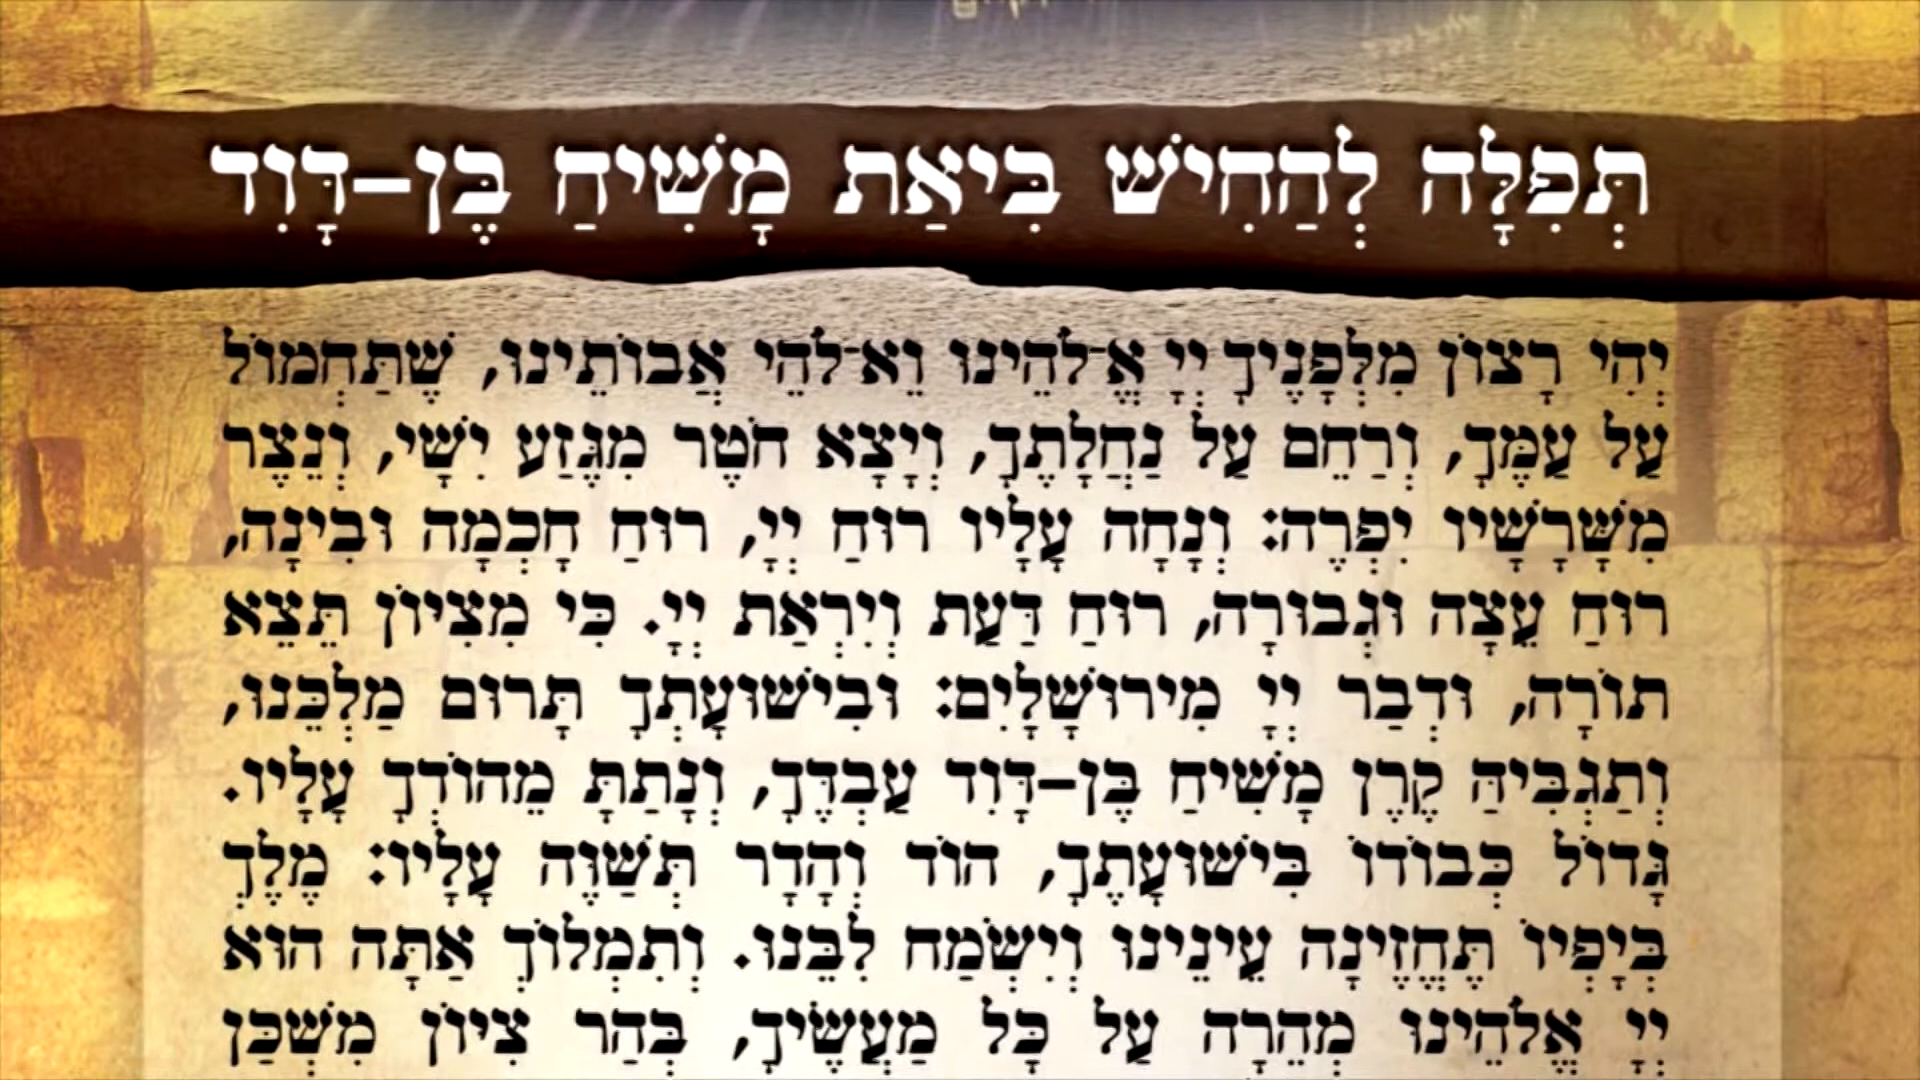 תְּפִלָּה לְהַחִישׁ בִּיאַת מָשִׁיחַ בֶּן–דָּוִד
יְהִי רָצוֹן מִלְּפָנֶיךָ יְיָ אֱ-לֹהֵינוּ וֵא-לֹהֵי אֲבוֹתֵינוּ, שֶׁתַּחְמוֹל
עַל עַמֶּךָ, וְרַחֵם עַל נַחֲלָתֶךָ, וְיָצָא חֹטֶר מִגֶּזַע יִשָׁי, וְנֵצֶר
מִשָּׁרָשָׁיו יִפְרֶה: וְנָחָה עָלָיו רוּחַ יְיָ, רוּחַ חָכְמָה וּבִינָה,
רוּחַ עֵצָה וּגְבוּרָה, רוּחַ דַּעַת וְיִרְאַת יְיָ. כִּי מִצִּיוֹן תֵּצֵא
תוֹרָה, וּדְבַר יְיָ מִירוּשָׁלָיִם: וּבִישׁוּעָתְךָ תָּרוּם מַלְכֵּנוּ,
וְתַגְבִּיהַּ קֶרֶן מָשִׁיחַ בֶּן–דָּוִד עַבְדֶּךָ, וְנָתַתָּ מֵהוֹדְךָ עָלָיו.
גָּדוֹל כְּבוֹדוֹ בִּישׁוּעָתֶךָ, הוֹד וְהָדָר תְּשַׁוֶּה עָלָיו: מֶלֶךְ
בְּיָפְיוֹ תֶּחֱזֶינָה עֵינֵינוּ וְיִשְׂמַח לִבֵּנוּ. וְתִמְלוֹךְ אַתָּה הוּא
יְיָ אֱלֹהֵינוּ מְהֵרָה עַל כָּל מַעֲשֶׂיךָ, בְּהַר צִיוֹן מִשְׁכַּן